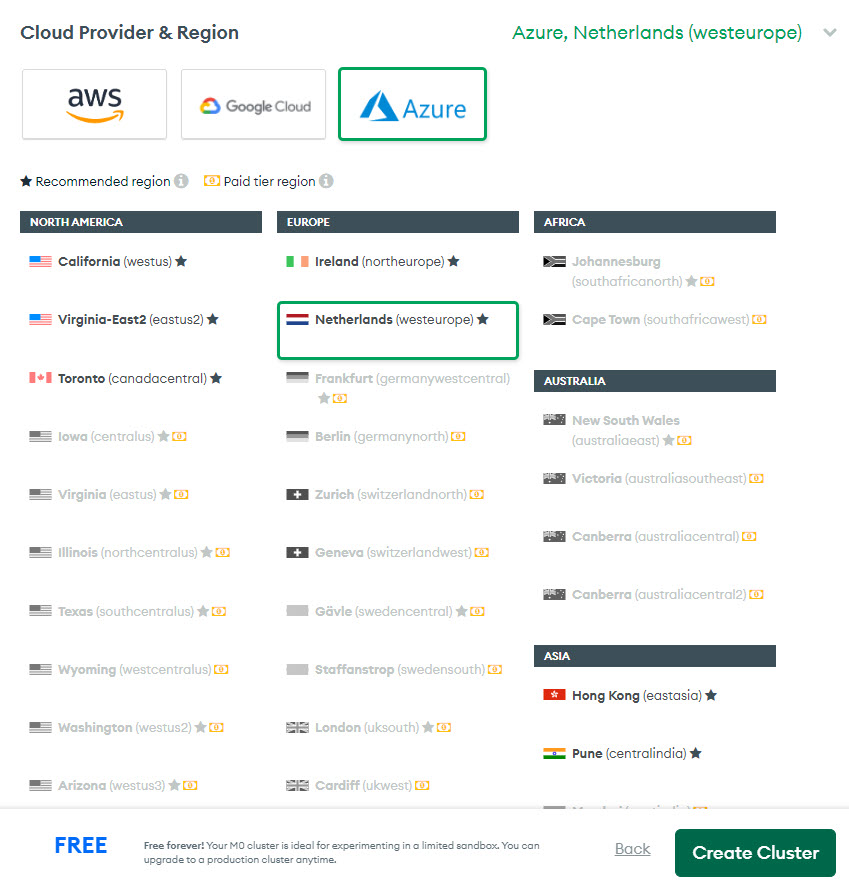 Cloud Provider & Region
Azure, Netherlands (westeurope)
aws
Google Cloud
Azure
Recommended region
Paid tier region
NORTH AMERICA
California (westus)
Virginia-East2 (eastus2)
Toronto (canadacentral)
Iowa (centralus)
Virginia (eastus)
Illinois (northcentralus)
Texas (southcentralus)
Wyoming (westcentralus)
Washington (westus2)
Arizona (westus3)
EUROPE
Ireland (northeurope)
Netherlands (westeurope)
Frankfurt (germanywestcentral)
Berlin (germanynorth)
Zurich (switzerlandnorth)
Geneva (switzerlandwest)
Gävle (swedencentral)
Staffanstrop (swedensouth)
London (uksouth)
Cardiff (ukwest)
AFRICA
Johannesburg
(southafricanorth)
Cape Town (southafricawest)
AUSTRALIA
New South Wales
(australiaeast)
Victoria (australiasoutheast)
Canberra (australiacentral)
Canberra (australiacentral2)
ASIA
Hong Kong (eastasia)
Pune (centralindia)
FREE
Free forever! Your M0 cluster is ideal for experimenting in a limited sandbox. You can
upgrade to a production cluster anytime.
Back
Create Cluster